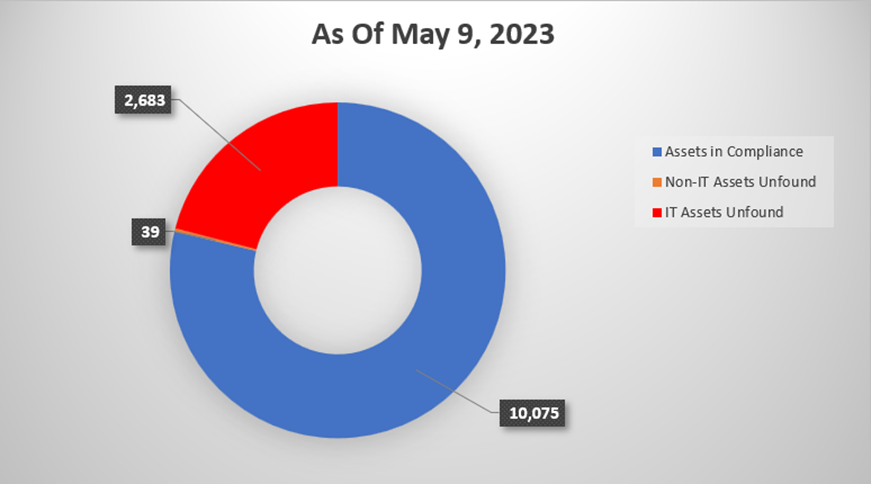 As Of May 9, 2023
2,683
39
10,075
Assets in Compliance
Non-IT Assets Unfound
IT Assets Unfound